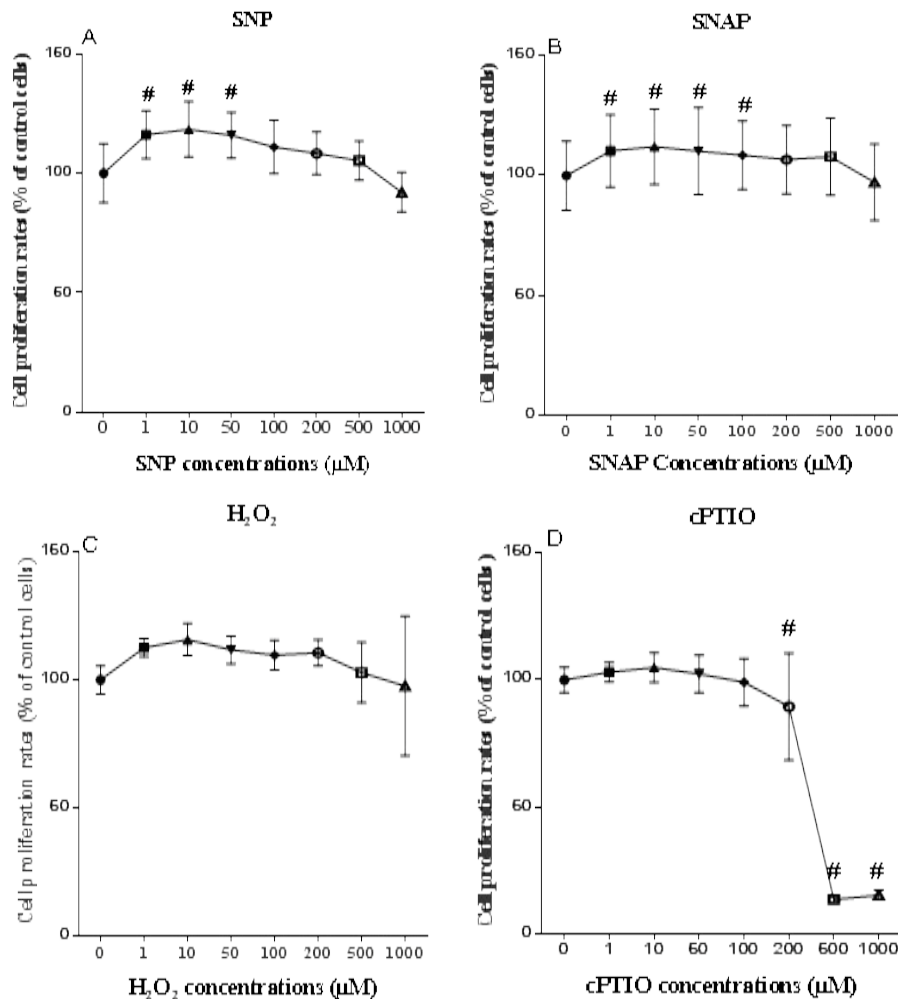 SNP
A
160
100
60
0
Cell proliferation rates (% of control cells)
# # #
0 1 10 50 100 200 500 1000
SNP concentrations (μM)
SNAP
B
160
100
60
0
Cell proliferation rates (% of control cells)
# # # #
0 1 10 50 100 200 500 1000
SNAP Concentrations (μM)
H₂O₂
C
160
100
60
0
Cell proliferation rates (% of control cells)
0 1 10 50 100 200 500 1000
H₂O₂ concentrations (μM)
cPTIO
D
160
100
60
0
Cell proliferation rates (% of control cells)
#
# #
0 1 10 60 100 200 600 1000
cPTIO concentrations (μM)